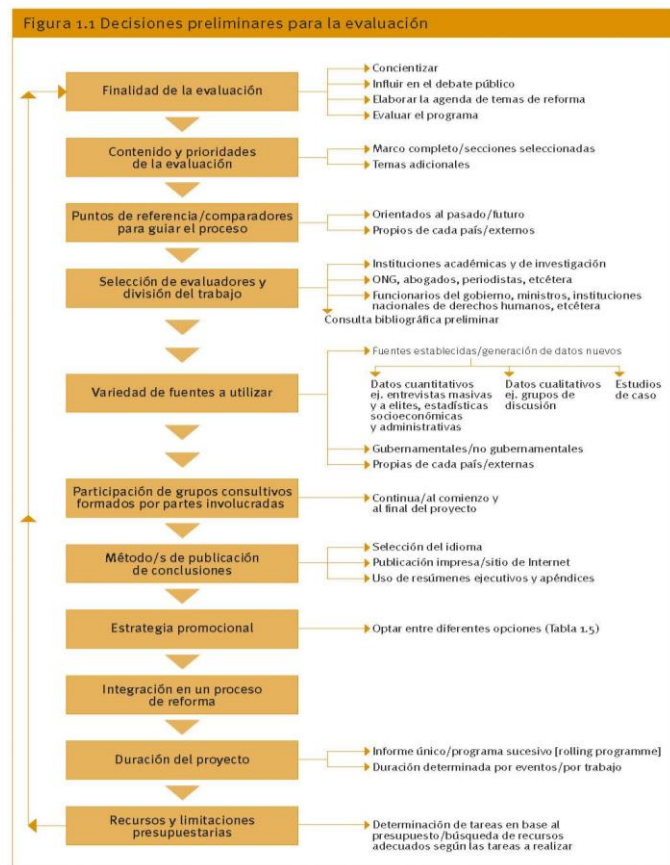 Figura 1.1 Decisiones preliminares para la evaluación
Finalidad de la evaluación
Concientizar
Influir en el debate público
Elaborar la agenda de temas de reforma
Evaluar el programa
Contenido y prioridades
de la evaluación
Marco completo/secciones seleccionadas
Temas adicionales
Puntos de referencia/comparadores
para guiar el proceso
Orientados al pasado/futuro
Propios de cada país/externos
Selección de evaluadores y
división del trabajo
Instituciones académicas y de investigación
ONG, abogados, periodistas, etcétera
Funcionarios del gobierno, ministros, instituciones
nacionales de derechos humanos, etcétera
Consulta bibliográfica preliminar
Variedad de fuentes a utilizar
Fuentes establecidas/generación de datos nuevos
Datos cuantitativos
ej. entrevistas masivas
y a elites, estadísticas
socioeconómicas
y administrativas
Datos cualitativos
ej. grupos de
discusión
Estudios
de caso
Gubernamentales/no gubernamentales
Propias de cada país/externas
Participación de grupos consultivos
formados por partes involucradas
Continua/al comienzo y
al final del proyecto
Método/s de publicación
de conclusiones
Selección del idioma
Publicación impresa/sitio de Internet
Uso de resúmenes ejecutivos y apéndices
Estrategia promocional
Optar entre diferentes opciones (Tabla 1.5)
Integración en un proceso
de reforma
Duración del proyecto
Informe único/programa sucesivo [rolling programme]
Duración determinada por eventos/por trabajo
Recursos y limitaciones
presupuestarias
Determinación de tareas en base al
presupuesto/búsqueda de recursos
adecuados según las tareas a realizar